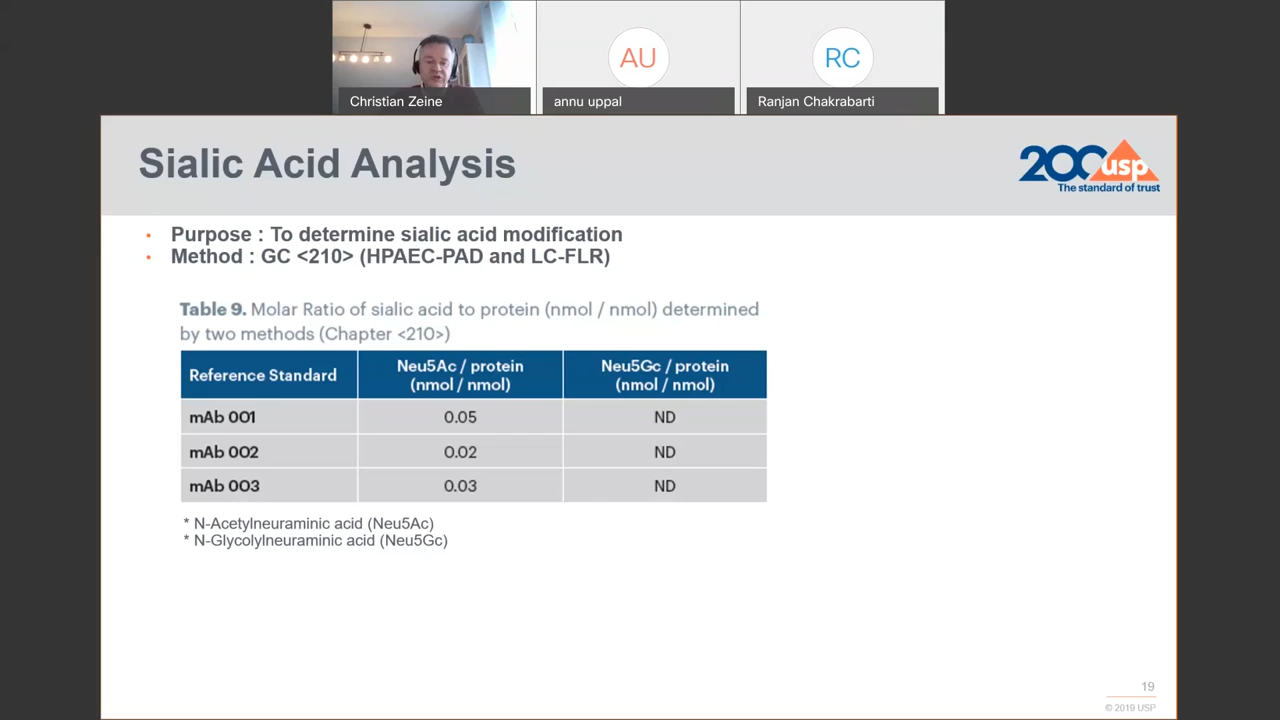 AU
RC
Christian Zeine
annu uppal
Ranjan Chakrabarti
Sialic Acid Analysis
200 usp
The standard of trust
• Purpose : To determine sialic acid modification
• Method : GC <210> (HPAEC-PAD and LC-FLR)
Table 9. Molar Ratio of sialic acid to protein (nmol / nmol) determined
by two methods (Chapter <210>)
Reference Standard
Neu5Ac / protein
(nmol / nmol)
Neu5Gc / protein
(nmol / nmol)
mAb 001 0.05 ND
mAb 002 0.02 ND
mAb 003 0.03 ND
* N-Acetylneuraminic acid (Neu5Ac)
* N-Glycolylneuraminic acid (Neu5Gc)
19
© 2019 USP